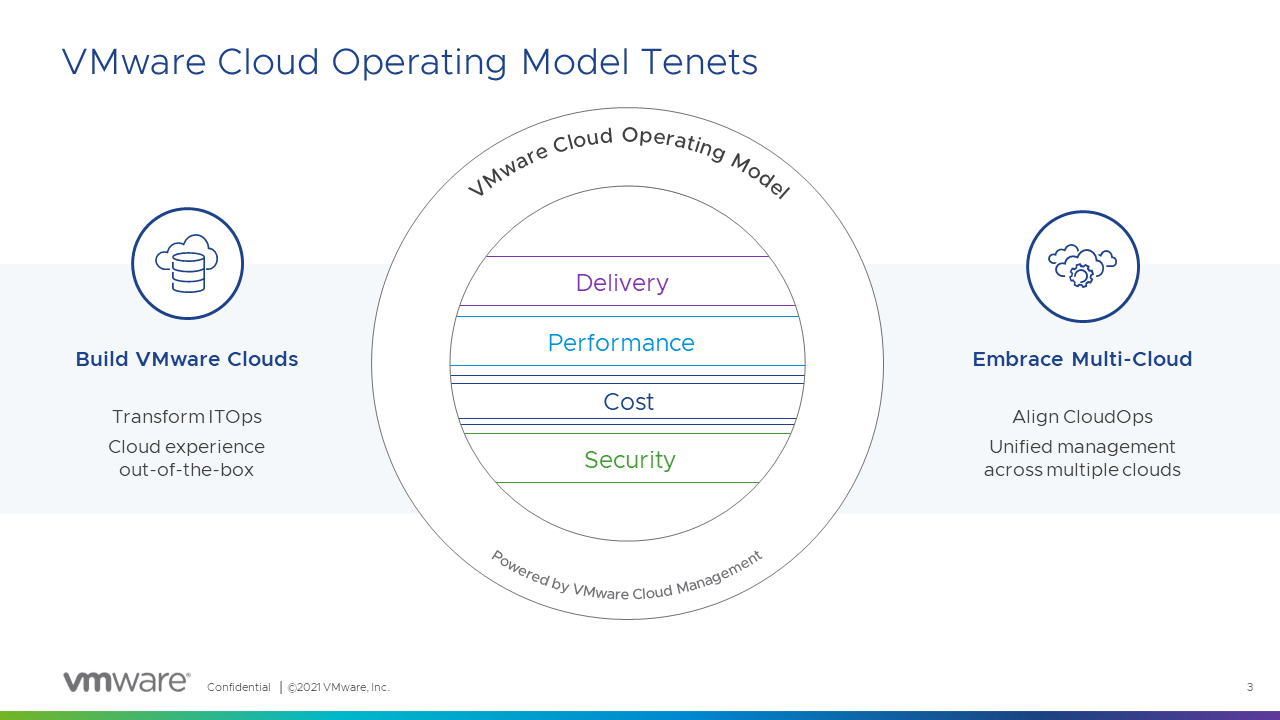 VMware Cloud Operating Model Tenets
VMware Cloud Operating Model
Delivery
Performance
Cost
Security
Powered by VMware Cloud Management
Build VMware Clouds
Transform ITOps
Cloud experience
out-of-the-box
Embrace Multi-Cloud
Align CloudOps
Unified management
across multiple clouds
vmware® Confidential | ©2021 VMware, Inc.
3